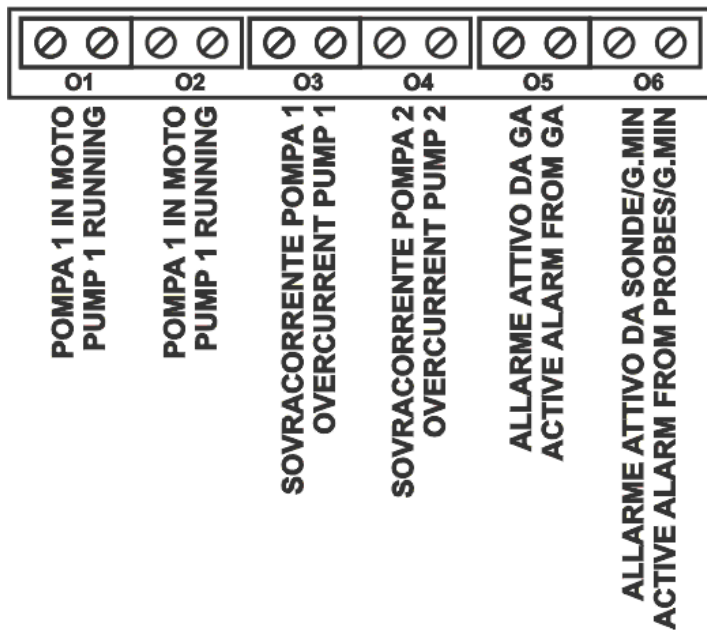 O1 O2 O3 O4 O5 O6
POMPA 1 IN MOTO
PUMP 1 RUNNING
POMPA 1 IN MOTO
PUMP 1 RUNNING
SOVRACORRENTE POMPA 1
OVERCURRENT PUMP 1
SOVRACORRENTE POMPA 2
OVERCURRENT PUMP 2
ALLARME ATTIVO DA GA
ACTIVE ALARM FROM GA
ALLARME ATTIVO DA SONDE/G.MIN
ACTIVE ALARM FROM PROBES/G.MIN